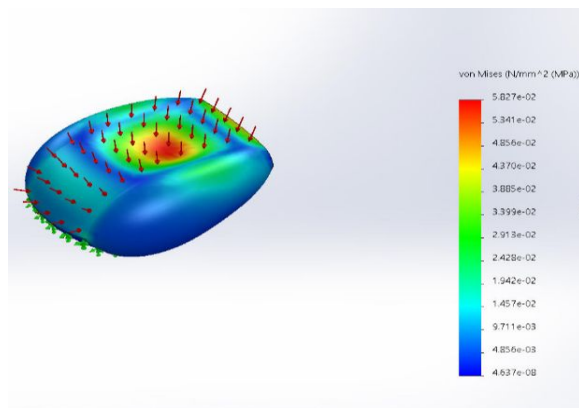 von Mises (N/mm^2 (MPa))
5.827e-02
5.341e-02
4.856e-02
4.370e-02
3.885e-02
3.399e-02
2.913e-02
2.428e-02
1.942e-02
1.457e-02
9.711e-03
4.856e-03
4.637e-08